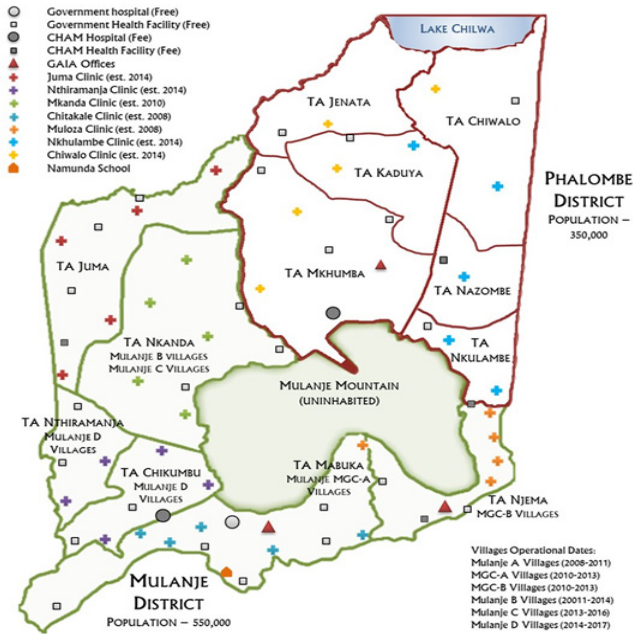 Government hospital (Free)
Government Health Facility (Free)
CHAM Hospital (Fee)
CHAM Health Facility (Fee)
GAIA Offices
Juma Clinic (est. 2014)
Nthiramanja Clinic (est. 2014)
Mkanda Clinic (est. 2010)
Chitakale Clinic (est. 2008)
Muloza Clinic (est. 2008)
Nkhulambe Clinic (est. 2014)
Chiwalo Clinic (est. 2014)
Namunda School
LAKE CHILWA
TA JENATA
TA CHIWALO
TA KADUYA
PHALOMBE
DISTRICT
POPULATION –
350,000
TA JUMA
TA MKHUMBA
TA NAZOMBE
TA NKANDA
MULANJE B VILLAGES
MULANJE C VILLAGES
TA
NKULAMBE
MULANJE MOUNTAIN
(UNINHABITED)
TA NTHIRAMANJA
MULANJE D
VILLAGES
TA CHIKUMBU
MULANJE D
VILLAGES
TA MABUKA
MULANJE MGC-A
VILLAGES
TA NJEMA
MGC-B VILLAGES
MULANJE
DISTRICT
POPULATION – 550,000
Villages Operational Dates:
Mulanje A Villages (2008-2011)
MGC-A Villages (2010-2013)
MGC-B Villages (2010-2013)
Mulanje B Villages (20011-2014)
Mulanje C Villages (2013-2016)
Mulanje D Villages (2014-2017)